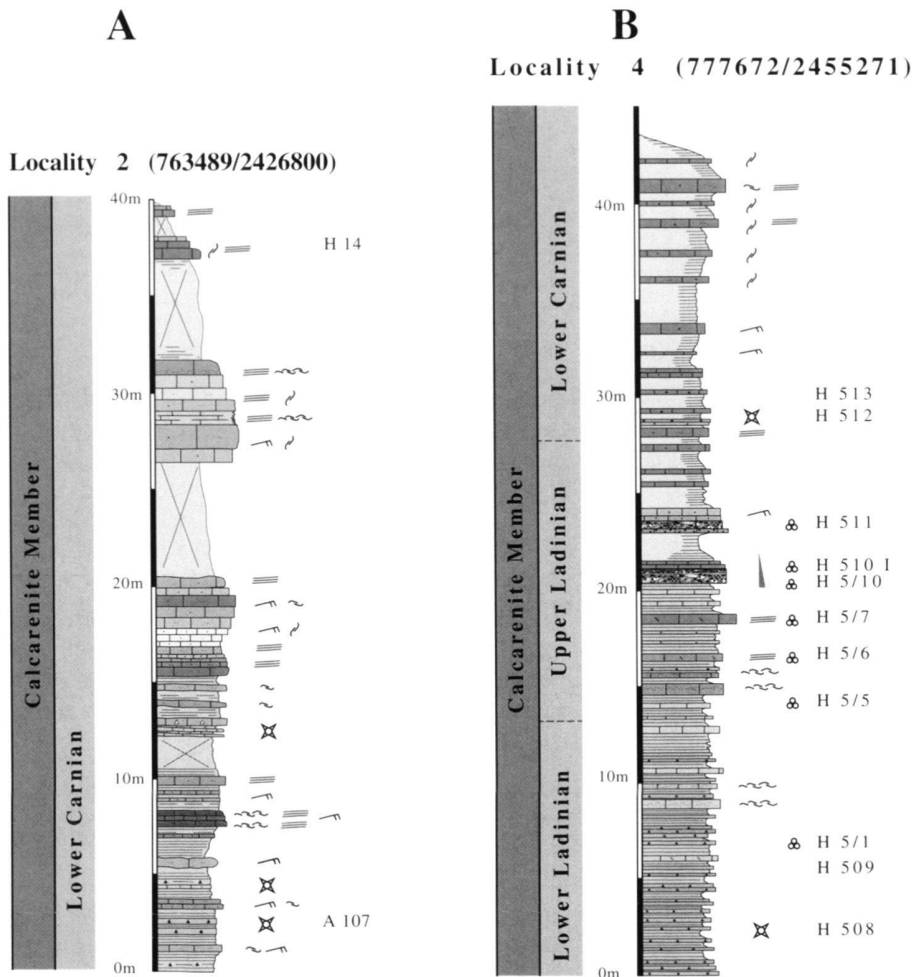 A
Locality 2 (763489/2426800)
Calcarenite Member
Lower Carnian
40m
30m
20m
10m
0m
H 14
A 107
B
Locality 4 (777672/2455271)
Calcarenite Member
Lower Carnian
Upper Ladinian
Lower Ladinian
40m
30m
20m
10m
0m
H 513
H 512
H 511
H 510 I
H 5/10
H 5/7
H 5/6
H 5/5
H 5/1
H 509
H 508